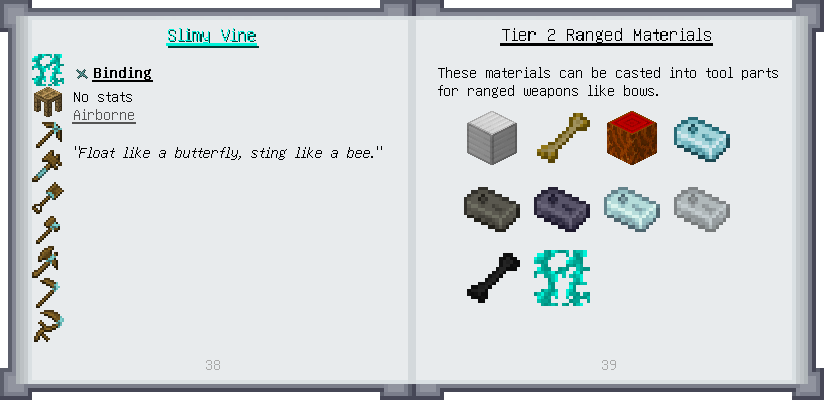 Slimy Vine
Binding
No stats
Airborne
"Float like a butterfly, sting like a bee."
38
Tier 2 Ranged Materials
These materials can be casted into tool parts
for ranged weapons like bows.
39